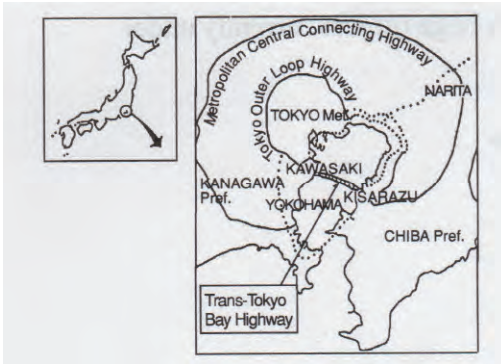 Metropolitan Central Connecting Highway
Tokyo Outer Loop Highway
NARITA
TOKYO Met.
KAWASAKI
KANAGAWA
Pref.
YOKOHAMA
KISARAZU
CHIBA Pref.
Trans-Tokyo
Bay Highway